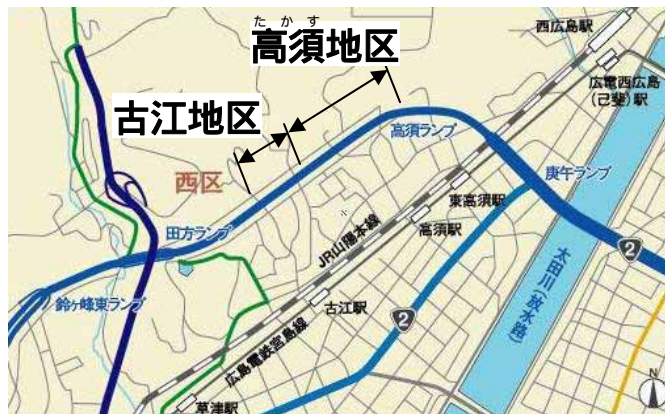 西広島駅
たかす
高須地区
広電西広島
(己斐)駅
古江地区
高須ランプ
西区
庚午ランプ
東高須駅
高須駅
田方ランプ
JR山陽本線
太田川(放水路)
2
鈴ヶ峰東ランプ
古江駅
2
広島電鉄宮島線
草津駅
N